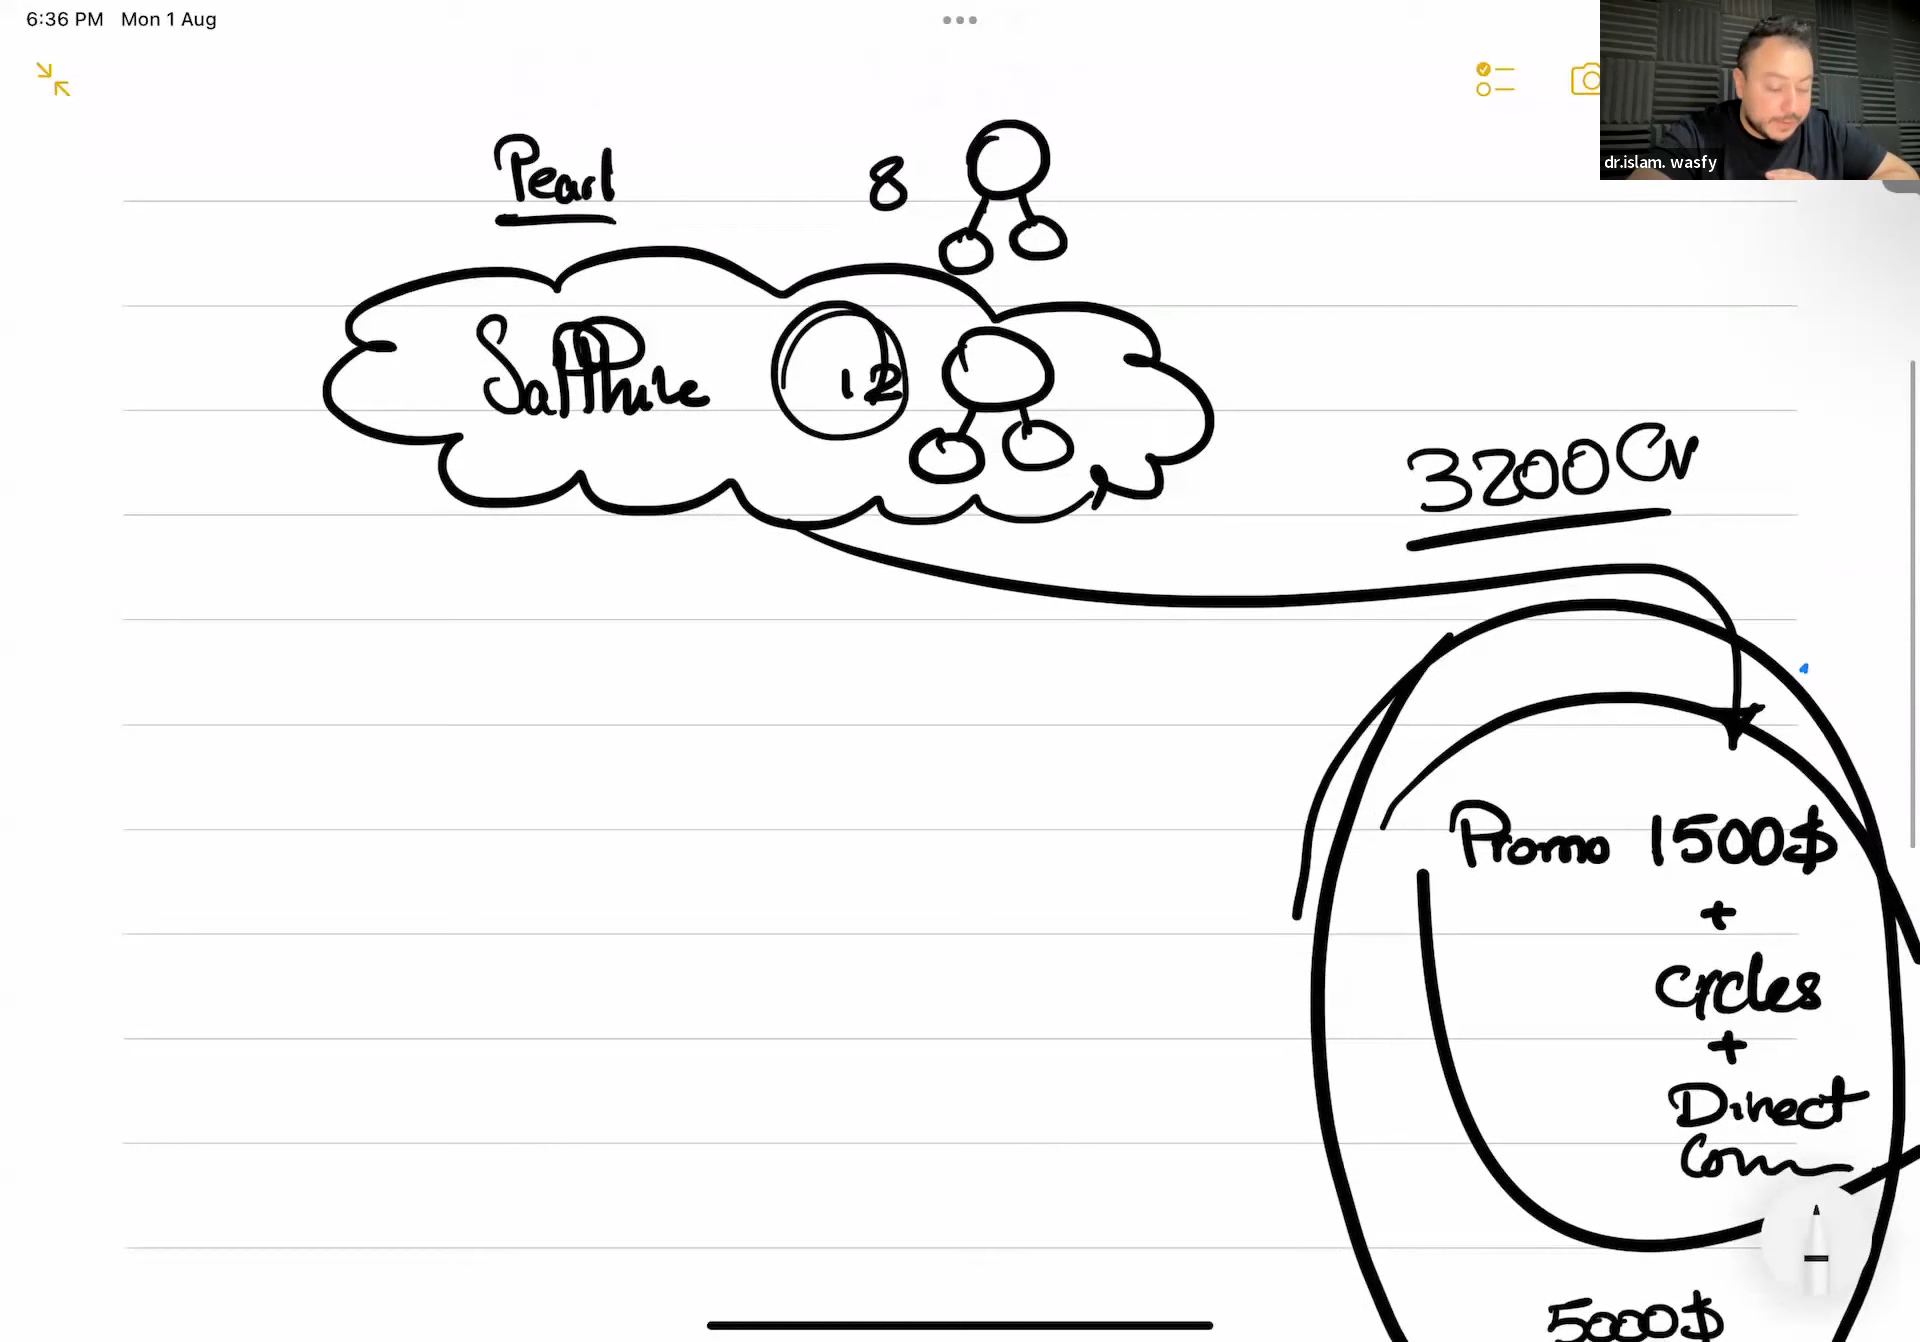 6:36 PM Mon 1 Aug
dr.islam. wasfy
Pearl 8
Sapphire 12
3200 CV
Promo 1500$
+
Cycles
+
Direct
Com
5000$